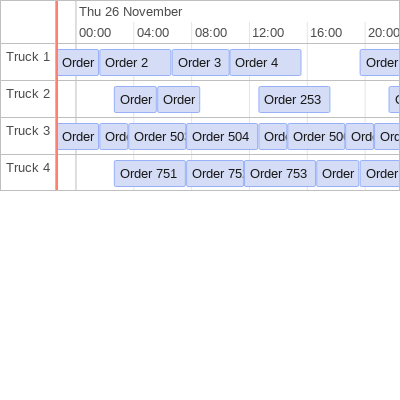 Thu 26 November
00:00 04:00 08:00 12:00 16:00 20:00
Truck 1 Order Order 2 Order 3 Order 4 Order
Truck 2 Order Order Order 253
Truck 3 Order Ord Order 50 Order 504 Ord Order 50 Ord Ord
Truck 4 Order 751 Order 75 Order 753 Order Order